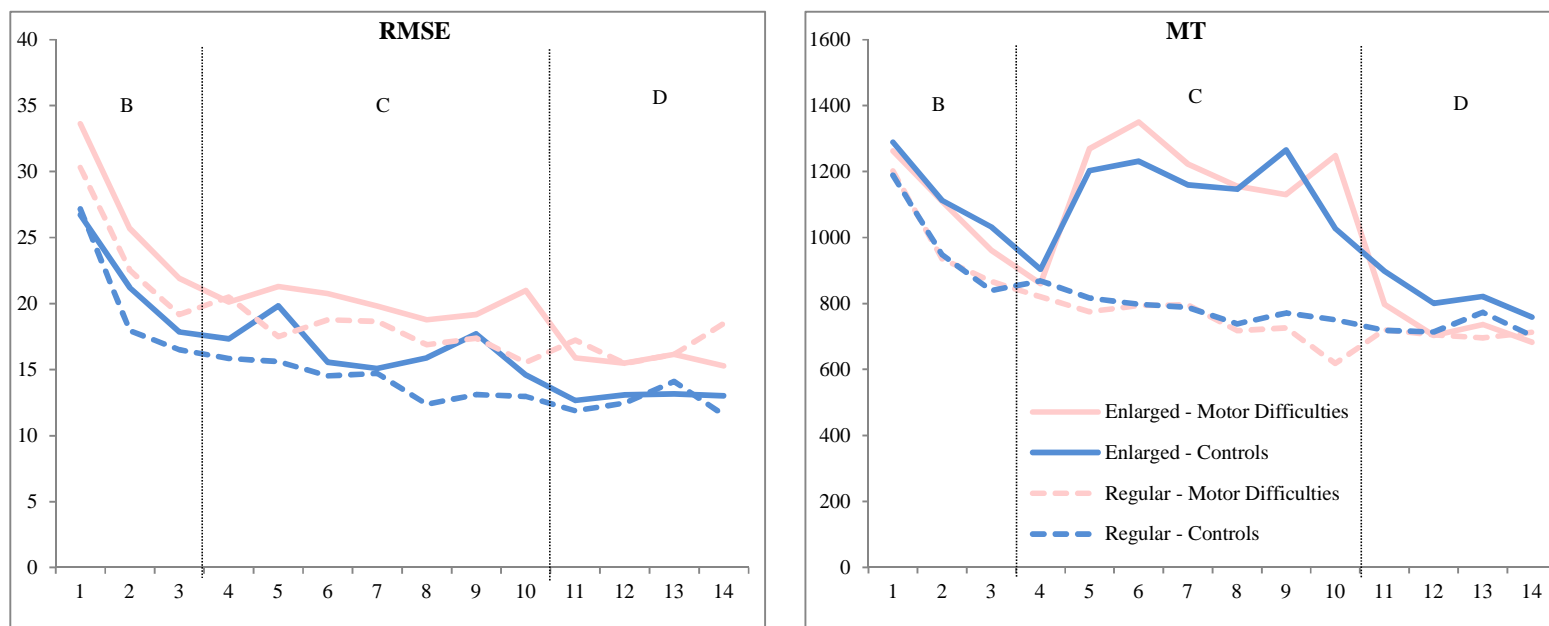 RMSE
40
35
30
25
20
15
10
5
0
B
C
D
1 2 3 4 5 6 7 8 9 10 11 12 13 14
MT
1600
1400
1200
1000
800
600
400
200
0
B
C
D
Enlarged - Motor Difficulties
Enlarged - Controls
Regular - Motor Difficulties
Regular - Controls
1 2 3 4 5 6 7 8 9 10 11 12 13 14